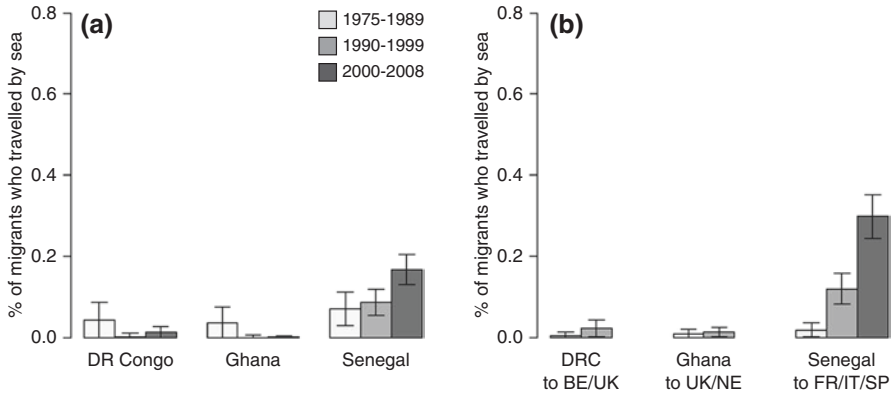 (a)
% of migrants who travelled by sea
0.8
0.6
0.4
0.2
0.0
1975-1989
1990-1999
2000-2008
DR Congo
Ghana
Senegal
(b)
% of migrants who travelled by sea
0.8
0.6
0.4
0.2
0.0
DRC
to BE/UK
Ghana
to UK/NE
Senegal
to FR/IT/SP